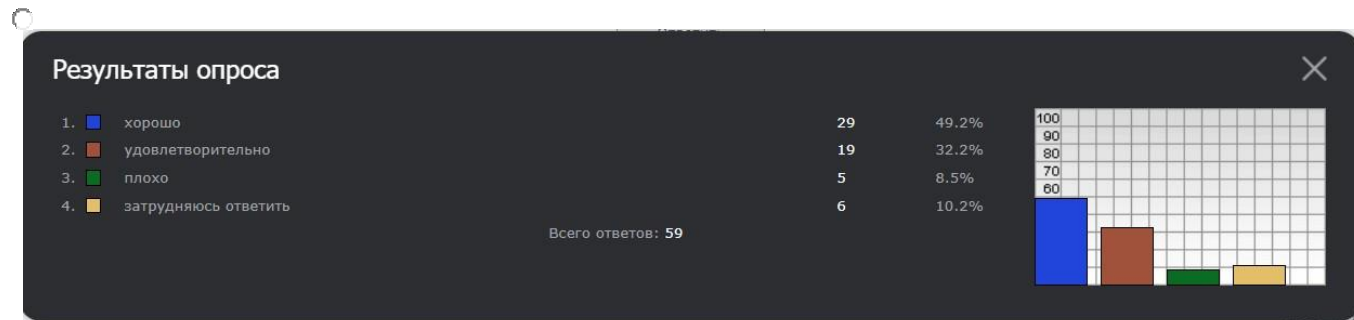 Результаты опроса
1. хорошо 29 49.2%
2. удовлетворительно 19 32.2%
3. плохо 5 8.5%
4. затрудняюсь ответить 6 10.2%
Всего ответов: 59
100
90
80
70
60